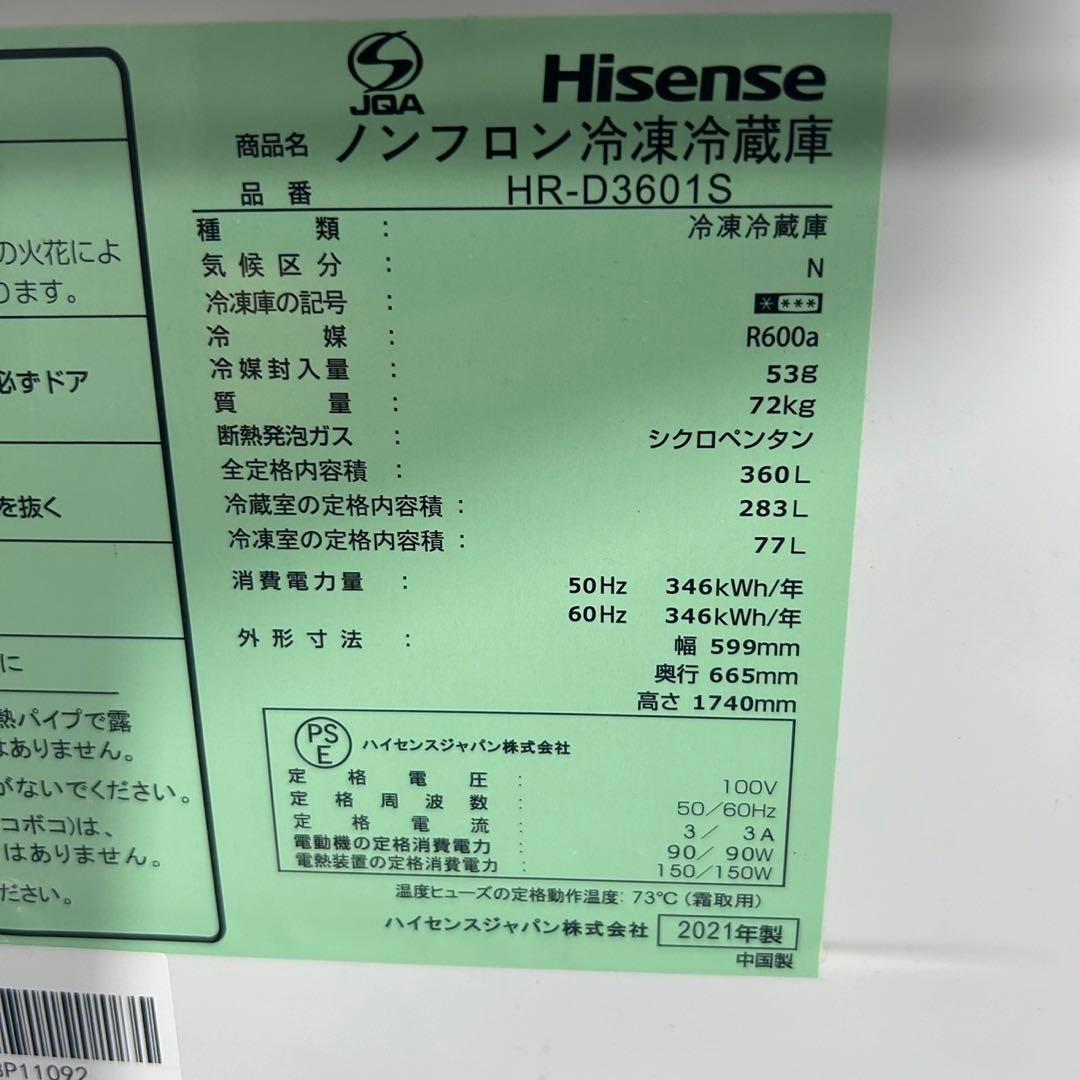 JQA
Hisense
商品名 ノンフロン冷凍冷蔵庫
品番 HR-D3601S
種類 : 冷凍冷蔵庫
気候区分 : N
冷凍庫の記号 : ****
冷媒 : R600a
冷媒封入量 : 53g
質量 : 72kg
断熱発泡ガス : シクロペンタン
全定格内容積 : 360L
冷蔵室の定格内容積 : 283L
冷凍室の定格内容積 : 77L
消費電力量 : 50Hz 346kWh/年
60Hz 346kWh/年
外形寸法 : 幅 599mm
奥行 665mm
高さ 1740mm
PSE ハイセンスジャパン株式会社
定格電圧 : 100V
定格周波数 : 50/60Hz
定格電流 : 3/ 3A
電動機の定格消費電力 : 90/ 90W
電熱装置の定格消費電力 : 150/150W
温度ヒューズの定格動作温度: 73℃ (霜取用)
ハイセンスジャパン株式会社 2021年製
中国製
の火花によ
ります。
必ずドア
を抜く
に
熱パイプで露
はありません。
がないでください。
コボコ)は、
はありません。
ださい。
BP11092